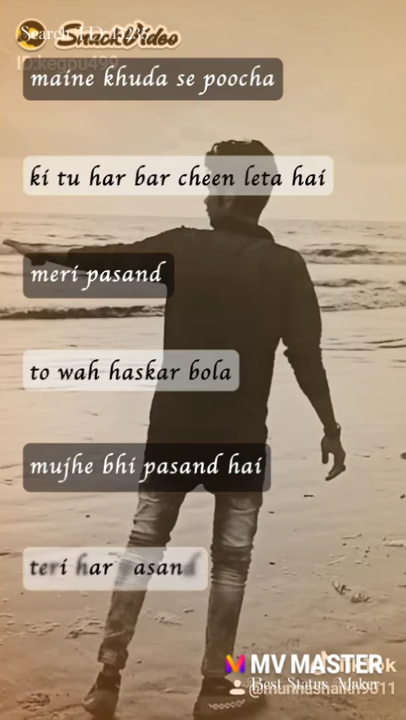 SnackVideo
maine khuda se poocha
ki tu har bar cheen leta hai
meri pasand
to wah haskar bola
mujhe bhi pasand hai
teri har asand
MV MASTER
Best Status Maker